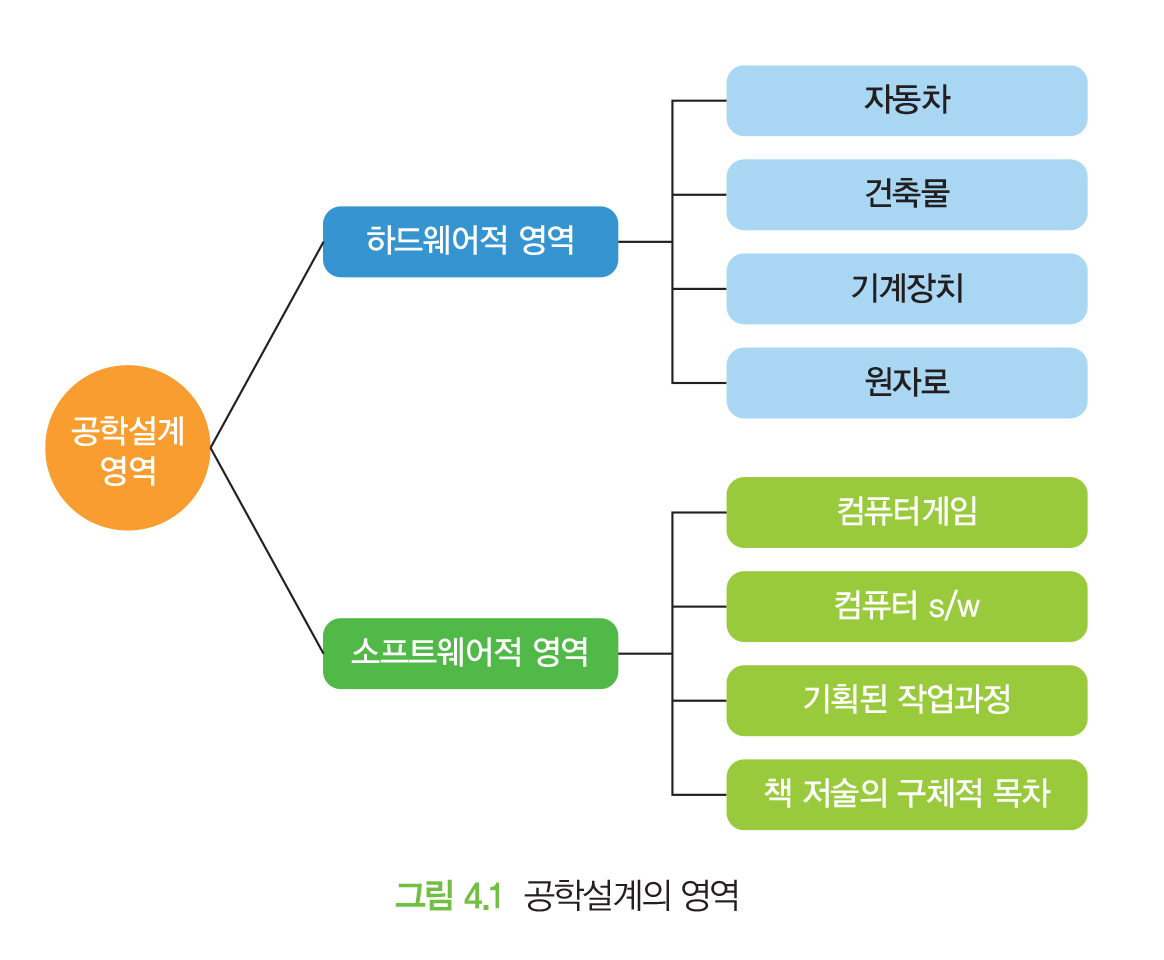 공학설계
영역
하드웨어적 영역
자동차
건축물
기계장치
원자로
소프트웨어적 영역
컴퓨터게임
컴퓨터 s/w
기획된 작업과정
책 저술의 구체적 목차
그림 4.1 공학설계의 영역